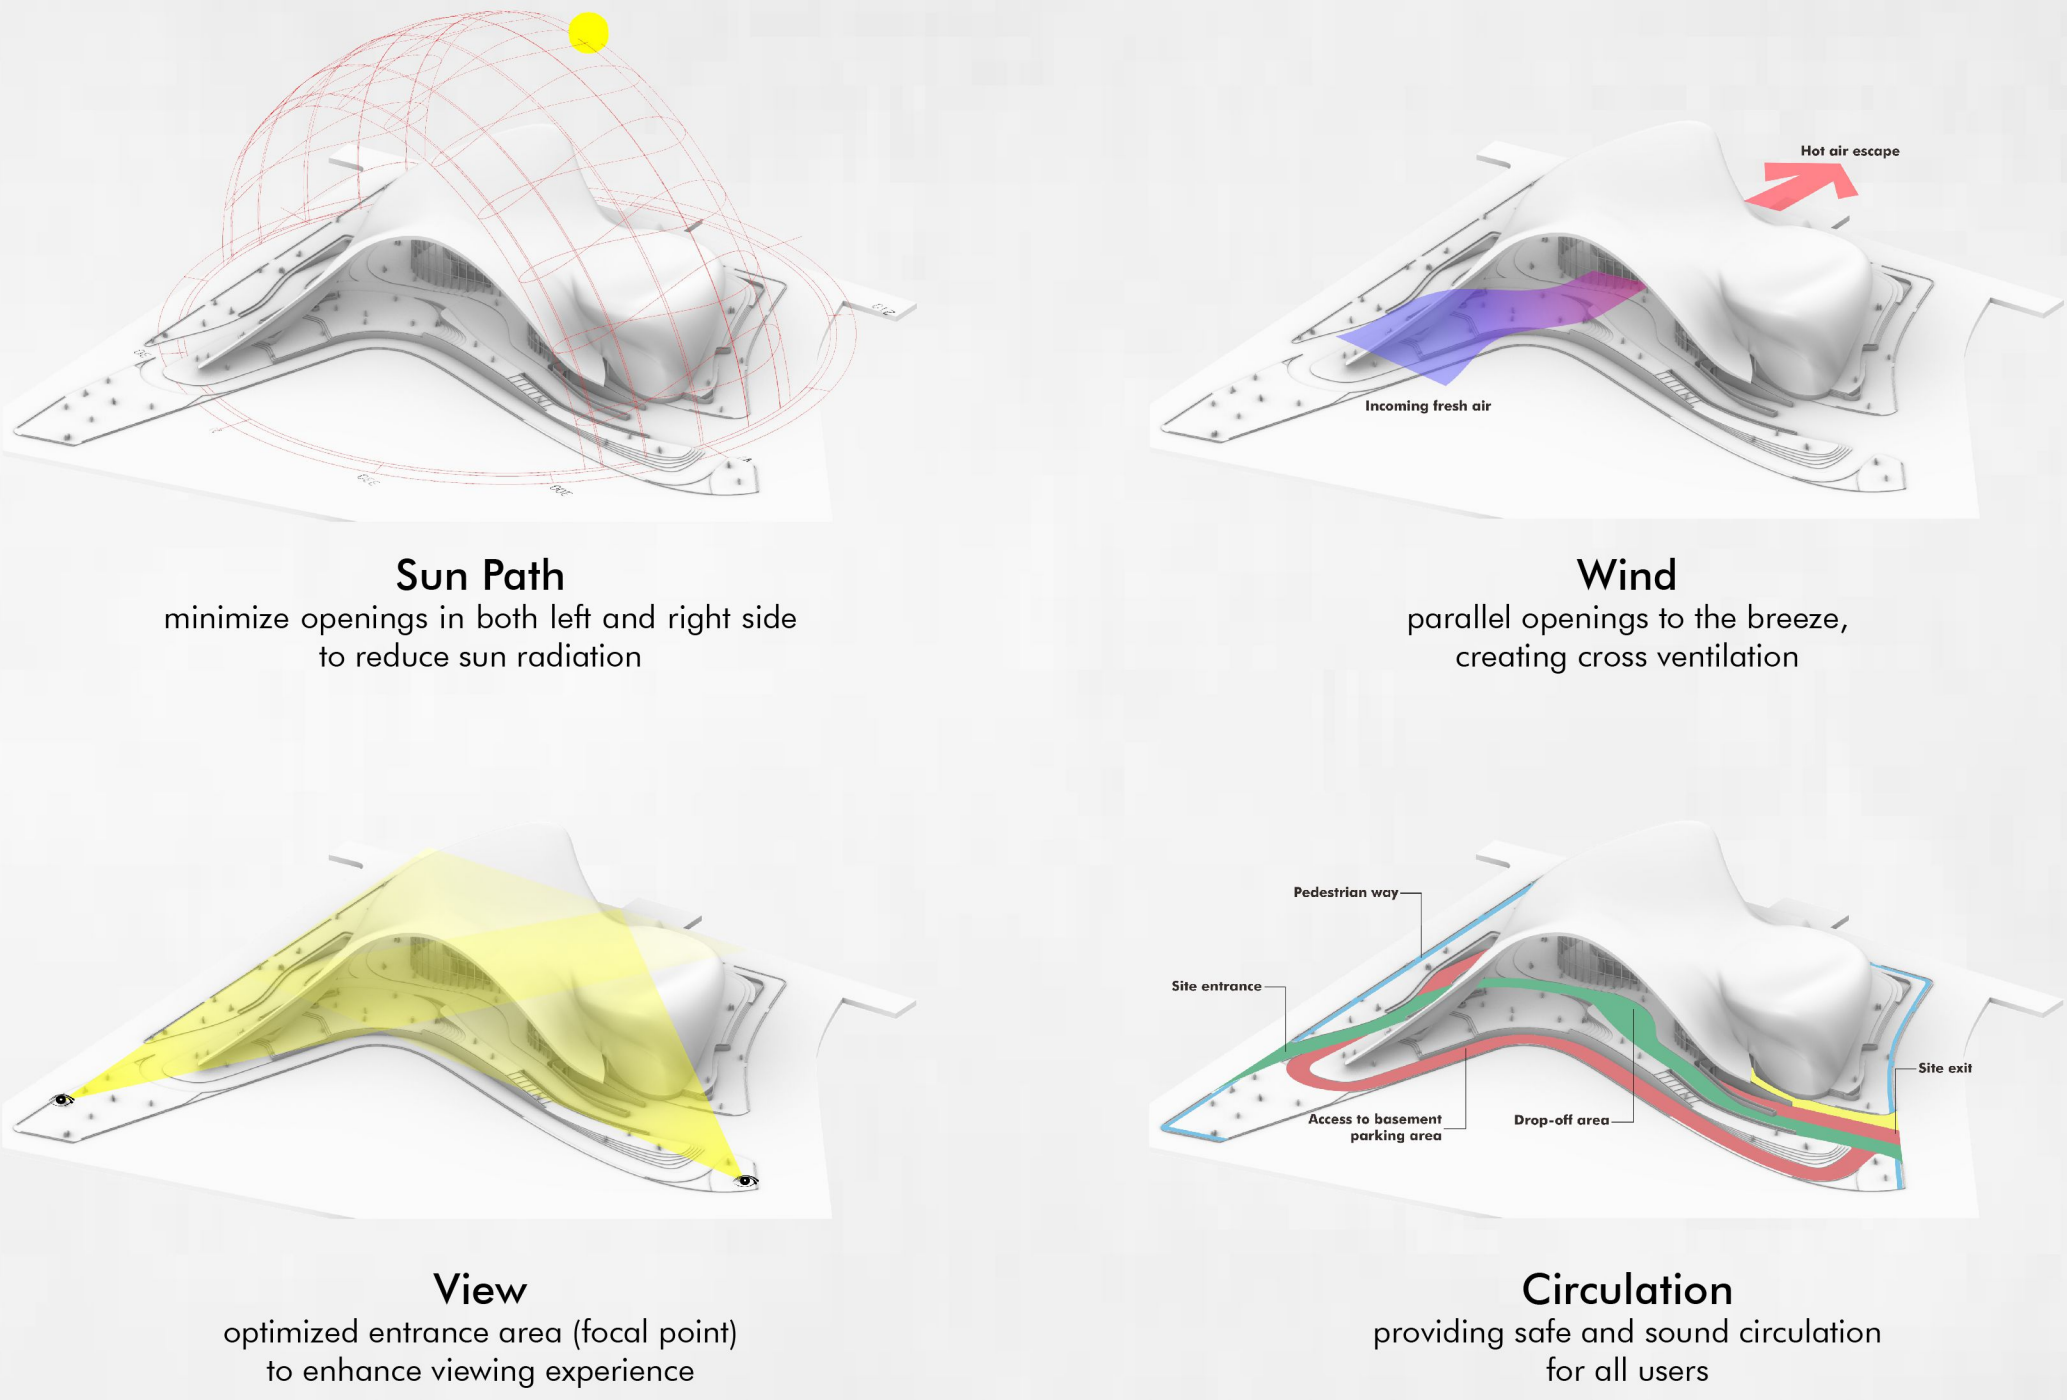 Sun Path
minimize openings in both left and right side
to reduce sun radiation
Hot air escape
Incoming fresh air
Wind
parallel openings to the breeze,
creating cross ventilation
View
optimized entrance area (focal point)
to enhance viewing experience
Pedestrian way
Site entrance
Site exit
Access to basement
parking area
Drop-off area
Circulation
providing safe and sound circulation
for all users